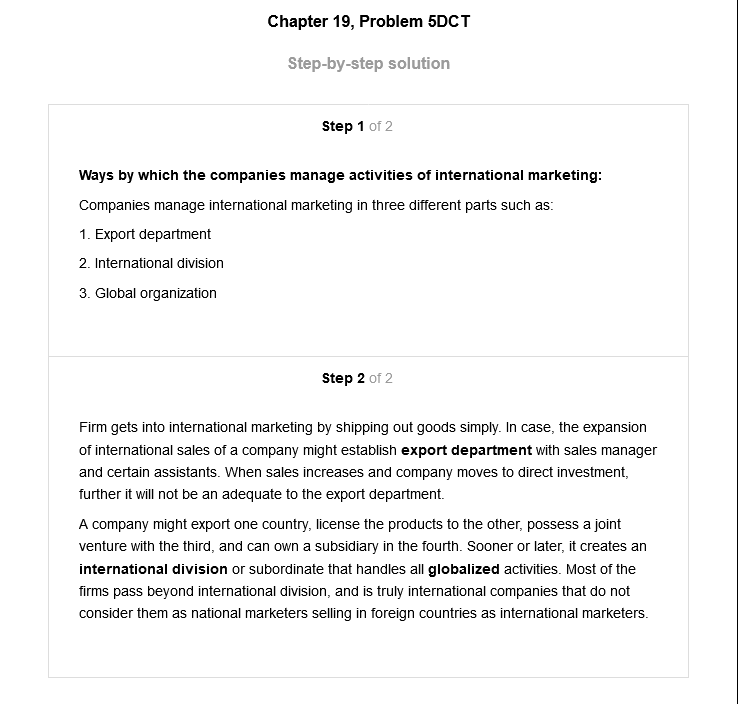 Chapter 19, Problem 5DCT
Step-by-step solution
Step 1 of 2
Ways by which the companies manage activities of international marketing:
Companies manage international marketing in three different parts such as:
1. Export department
2. International division
3. Global organization
Step 2 of 2
Firm gets into international marketing by shipping out goods simply. In case, the expansion
of international sales of a company might establish export department with sales manager
and certain assistants. When sales increases and company moves to direct investment,
further it will not be an adequate to the export department.
A company might export one country, license the products to the other, possess a joint
venture with the third, and can own a subsidiary in the fourth. Sooner or later, it creates an
international division or subordinate that handles all globalized activities. Most of the
firms pass beyond international division, and is truly international companies that do not
consider them as national marketers selling in foreign countries as international marketers.